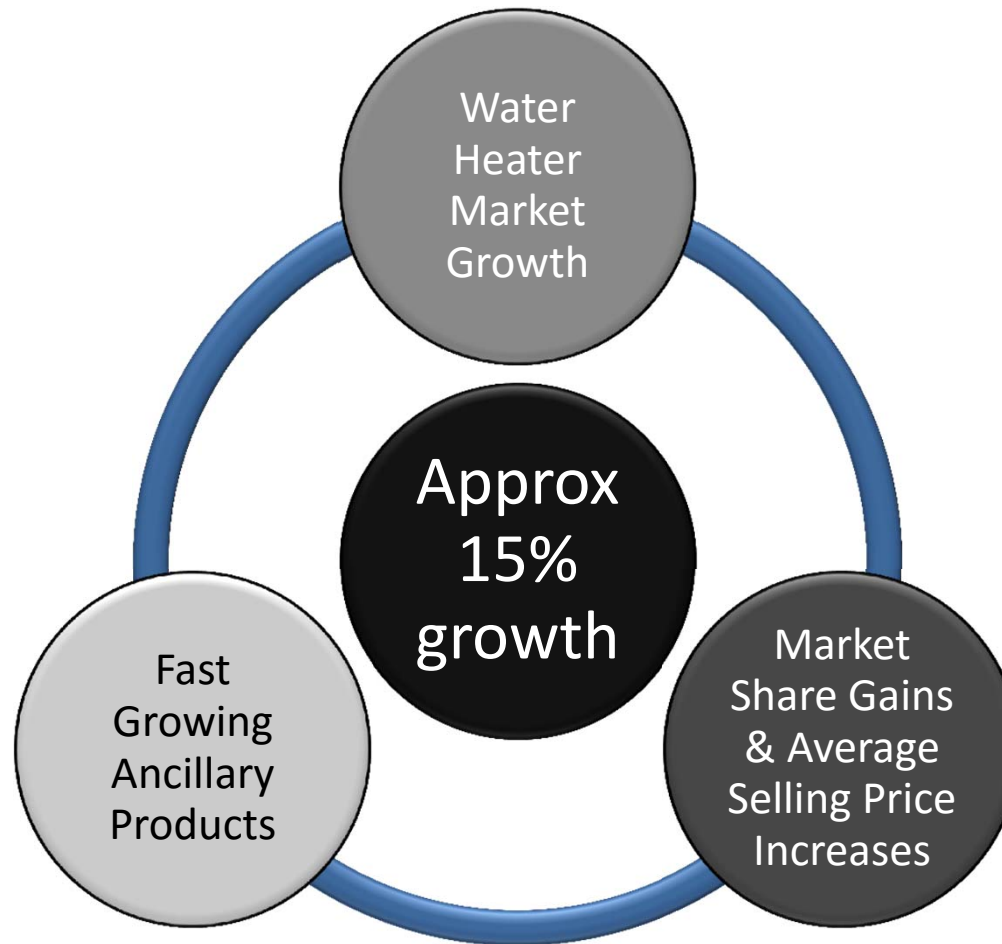 Water
Heater
Market
Growth
Approx
15%
growth
Fast
Growing
Ancillary
Products
Market
Share Gains
& Average
Selling Price
Increases